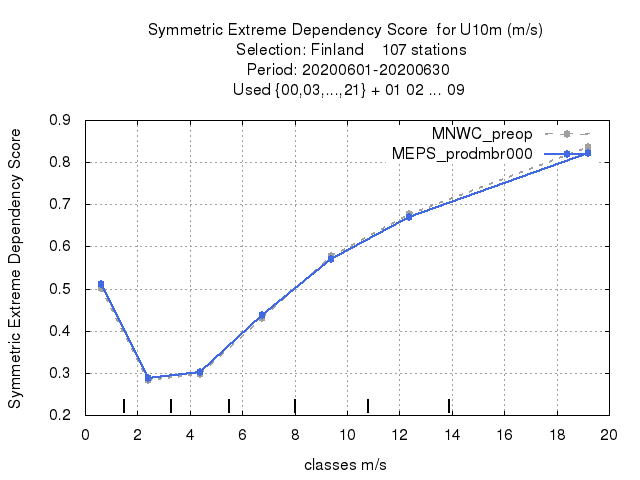 Symmetric Extreme Dependency Score for U10m (m/s)
Selection: Finland 107 stations
Period: 20200601-20200630
Used {00,03,...,21} + 01 02 ... 09
Symmetric Extreme Dependency Score
MNWC_preop
MEPS_prodmbr000
0.9
0.8
0.7
0.6
0.5
0.4
0.3
0.2
0 2 4 6 8 10 12 14 16 18 20
classes m/s